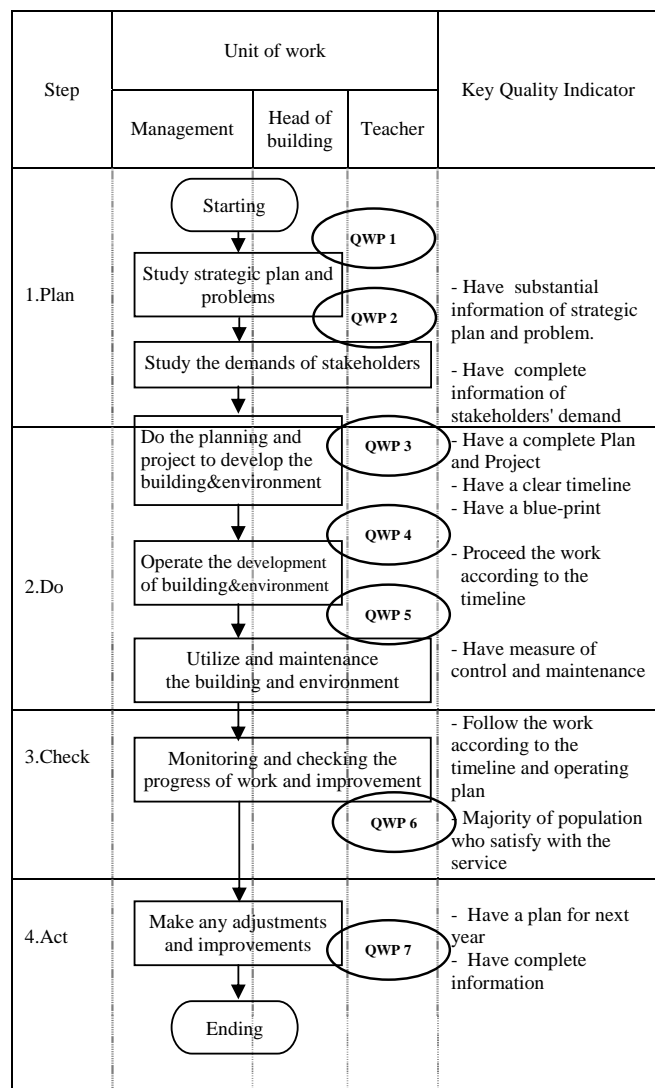 Step
Unit of work
Key Quality Indicator
Management
Head of
building
Teacher
1.Plan
Starting
QWP 1
Study strategic plan and
problems
QWP 2
- Have substantial
information of strategic
plan and problem.
Study the demands of stakeholders
- Have complete
information of
stakeholders' demand
Do the planning and
project to develop the
building&environment
QWP 3
- Have a complete Plan
and Project
- Have a clear timeline
- Have a blue-print
2.Do
QWP 4
Operate the development
of building&environment
- Proceed the work
according to the
timeline
QWP 5
Utilize and maintenance
the building and environment
- Have measure of
control and maintenance
3.Check
Monitoring and checking the
progress of work and improvement
- Follow the work
according to the
timeline and operating
plan
QWP 6
- Majority of population
who satisfy with the
service
4.Act
Make any adjustments
and improvements
QWP 7
- Have a plan for next
year
- Have complete
information
Ending